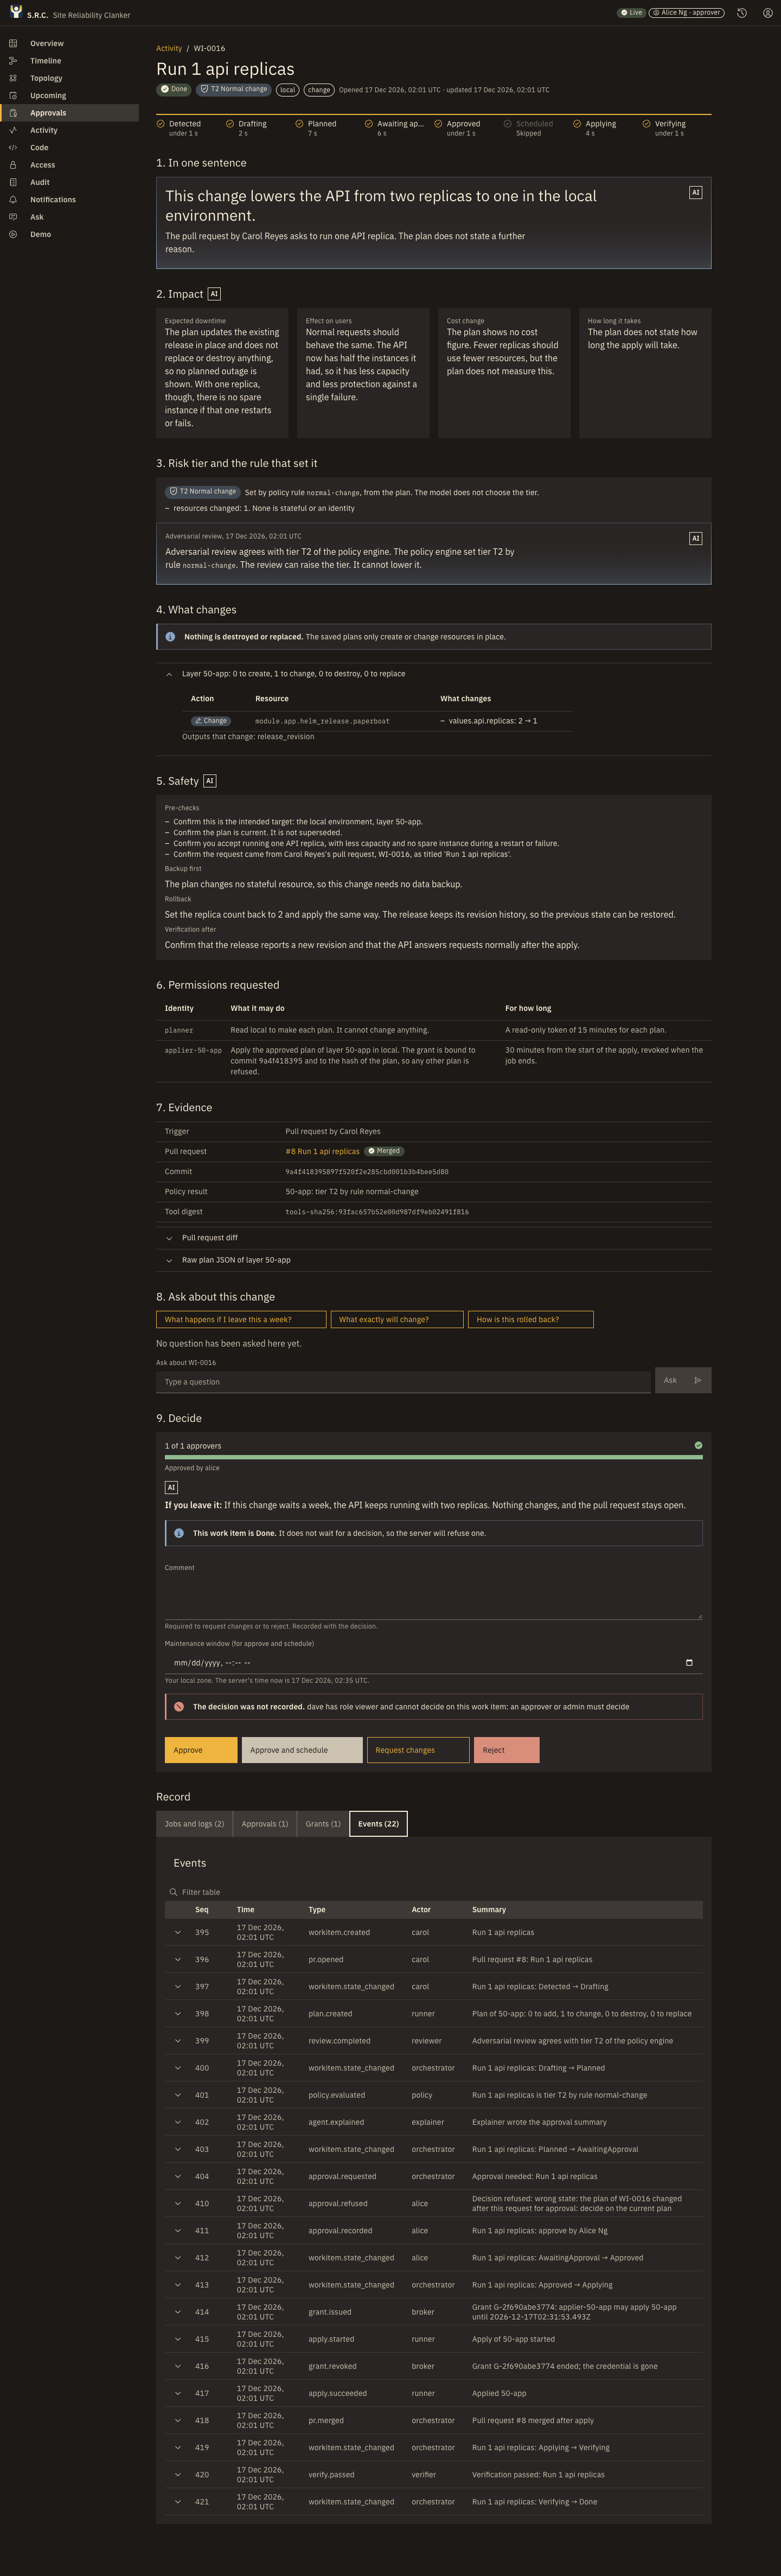 S.R.C. Site Reliability Clanker
Live
Alice Ng · approver
Overview
Timeline
Topology
Upcoming
Approvals
Activity
Code
Access
Audit
Notifications
Ask
Demo
Activity / WI-0016
Run 1 api replicas
Done
T2 Normal change
local
change
Opened 17 Dec 2026, 02:01 UTC · updated 17 Dec 2026, 02:01 UTC
Detected
under 1 s
Drafting
2 s
Planned
7 s
Awaiting ap...
6 s
Approved
under 1 s
Scheduled
Skipped
Applying
4 s
Verifying
under 1 s
1. In one sentence
This change lowers the API from two replicas to one in the local
environment.
AI
The pull request by Carol Reyes asks to run one API replica. The plan does not state a further
reason.
2. Impact AI
Expected downtime
The plan updates the existing
release in place and does not
replace or destroy anything,
so no planned outage is
shown. With one replica,
though, there is no spare
instance if that one restarts
or fails.
Effect on users
Normal requests should
behave the same. The API
now has half the instances it
had, so it has less capacity
and less protection against a
single failure.
Cost change
The plan shows no cost
figure. Fewer replicas should
use fewer resources, but the
plan does not measure this.
How long it takes
The plan does not state how
long the apply will take.
3. Risk tier and the rule that set it
T2 Normal change Set by policy rule normal-change, from the plan. The model does not choose the tier.
– resources changed: 1. None is stateful or an identity
Adversarial review, 17 Dec 2026, 02:01 UTC
AI
Adversarial review agrees with tier T2 of the policy engine. The policy engine set tier T2 by
rule normal-change. The review can raise the tier. It cannot lower it.
4. What changes
Nothing is destroyed or replaced. The saved plans only create or change resources in place.
Layer 50-app: 0 to create, 1 to change, 0 to destroy, 0 to replace
Action Resource What changes
Change module.app.helm_release.paperboat – values.api.replicas: 2 → 1
Outputs that change: release_revision
5. Safety AI
Pre-checks
– Confirm this is the intended target: the local environment, layer 50-app.
– Confirm the plan is current. It is not superseded.
– Confirm you accept running one API replica, with less capacity and no spare instance during a restart or failure.
– Confirm the request came from Carol Reyes's pull request, WI-0016, as titled 'Run 1 api replicas'.
Backup first
The plan changes no stateful resource, so this change needs no data backup.
Rollback
Set the replica count back to 2 and apply the same way. The release keeps its revision history, so the previous state can be restored.
Verification after
Confirm that the release reports a new revision and that the API answers requests normally after the apply.
6. Permissions requested
Identity What it may do For how long
planner Read local to make each plan. It cannot change anything. A read-only token of 15 minutes for each plan.
applier-50-app Apply the approved plan of layer 50-app in local. The grant is bound to
commit 9a4f418395 and to the hash of the plan, so any other plan is
refused.
30 minutes from the start of the apply, revoked when the
job ends.
7. Evidence
Trigger Pull request by Carol Reyes
Pull request #8 Run 1 api replicas Merged
Commit 9a4f418395897f520f2e285cbd001b3b4bee5d80
Policy result 50-app: tier T2 by rule normal-change
Tool digest tools-sha256:93fac657b52e00d987df9eb02491f816
Pull request diff
Raw plan JSON of layer 50-app
8. Ask about this change
What happens if I leave this a week?
What exactly will change?
How is this rolled back?
No question has been asked here yet.
Ask about WI-0016
Type a question
Ask
9. Decide
1 of 1 approvers
Approved by alice
AI
If you leave it: If this change waits a week, the API keeps running with two replicas. Nothing changes, and the pull request stays open.
This work item is Done. It does not wait for a decision, so the server will refuse one.
Comment
Required to request changes or to reject. Recorded with the decision.
Maintenance window (for approve and schedule)
mm/dd/yyyy, --:-- --
Your local zone. The server's time now is 17 Dec 2026, 02:35 UTC.
The decision was not recorded. dave has role viewer and cannot decide on this work item: an approver or admin must decide
Approve
Approve and schedule
Request changes
Reject
Record
Jobs and logs (2)
Approvals (1)
Grants (1)
Events (22)
Events
Filter table
Seq Time Type Actor Summary
395 17 Dec 2026, 02:01 UTC workitem.created carol Run 1 api replicas
396 17 Dec 2026, 02:01 UTC pr.opened carol Pull request #8: Run 1 api replicas
397 17 Dec 2026, 02:01 UTC workitem.state_changed carol Run 1 api replicas: Detected → Drafting
398 17 Dec 2026, 02:01 UTC plan.created runner Plan of 50-app: 0 to add, 1 to change, 0 to destroy, 0 to replace
399 17 Dec 2026, 02:01 UTC review.completed reviewer Adversarial review agrees with tier T2 of the policy engine
400 17 Dec 2026, 02:01 UTC workitem.state_changed orchestrator Run 1 api replicas: Drafting → Planned
401 17 Dec 2026, 02:01 UTC policy.evaluated policy Run 1 api replicas is tier T2 by rule normal-change
402 17 Dec 2026, 02:01 UTC agent.explained explainer Explainer wrote the approval summary
403 17 Dec 2026, 02:01 UTC workitem.state_changed orchestrator Run 1 api replicas: Planned → AwaitingApproval
404 17 Dec 2026, 02:01 UTC approval.requested orchestrator Approval needed: Run 1 api replicas
410 17 Dec 2026, 02:01 UTC approval.refused alice Decision refused: wrong state: the plan of WI-0016 changed
after this request for approval: decide on the current plan
411 17 Dec 2026, 02:01 UTC approval.recorded alice Run 1 api replicas: approve by Alice Ng
412 17 Dec 2026, 02:01 UTC workitem.state_changed alice Run 1 api replicas: AwaitingApproval → Approved
413 17 Dec 2026, 02:01 UTC workitem.state_changed orchestrator Run 1 api replicas: Approved → Applying
414 17 Dec 2026, 02:01 UTC grant.issued broker Grant G-2f690abe3774: applier-50-app may apply 50-app
until 2026-12-17T02:31:53.493Z
415 17 Dec 2026, 02:01 UTC apply.started runner Apply of 50-app started
416 17 Dec 2026, 02:01 UTC grant.revoked broker Grant G-2f690abe3774 ended; the credential is gone
417 17 Dec 2026, 02:01 UTC apply.succeeded runner Applied 50-app
418 17 Dec 2026, 02:01 UTC pr.merged orchestrator Pull request #8 merged after apply
419 17 Dec 2026, 02:01 UTC workitem.state_changed orchestrator Run 1 api replicas: Applying → Verifying
420 17 Dec 2026, 02:01 UTC verify.passed verifier Verification passed: Run 1 api replicas
421 17 Dec 2026, 02:01 UTC workitem.state_changed orchestrator Run 1 api replicas: Verifying → Done